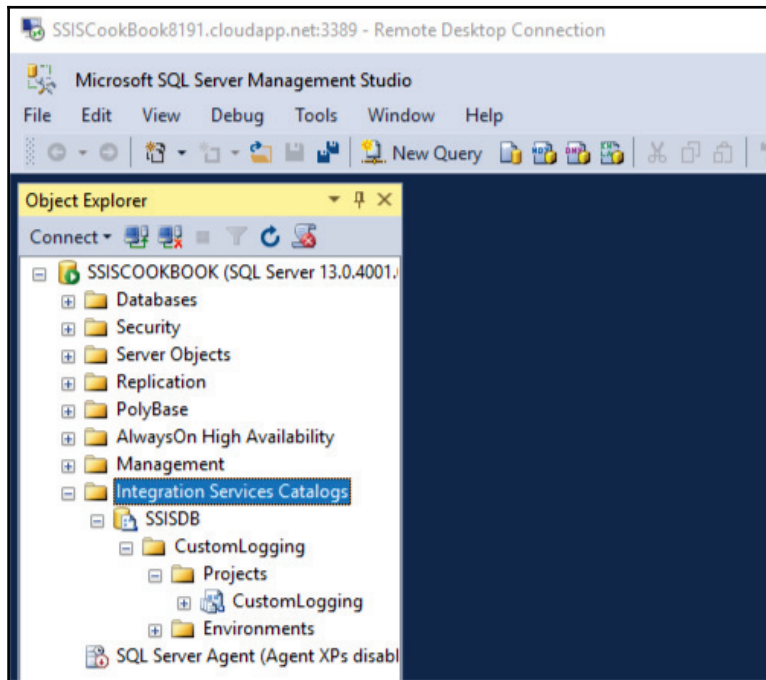 SSISCookBook8191.cloudapp.net:3389 - Remote Desktop Connection
Microsoft SQL Server Management Studio
File Edit View Debug Tools Window Help
New Query
Object Explorer
Connect
SSISCOOKBOOK (SQL Server 13.0.4001.
Databases
Security
Server Objects
Replication
PolyBase
AlwaysOn High Availability
Management
Integration Services Catalogs
SSISDB
CustomLogging
Projects
CustomLogging
Environments
SQL Server Agent (Agent XPs disabl